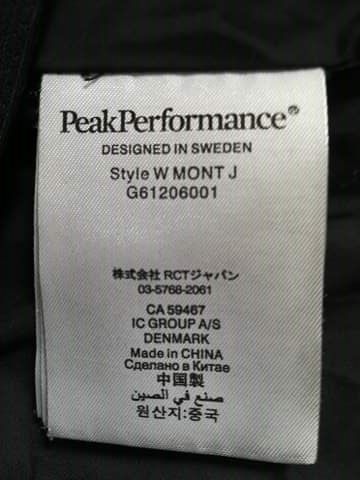 PeakPerformance®
DESIGNED IN SWEDEN
Style W MONT J
G61206001
株式会社 RCTジャパン
03-5768-2061
CA 59467
IC GROUP A/S
DENMARK
Made in CHINA
Сделано в Китае
中国製
صنع في الصين
원산지:중국